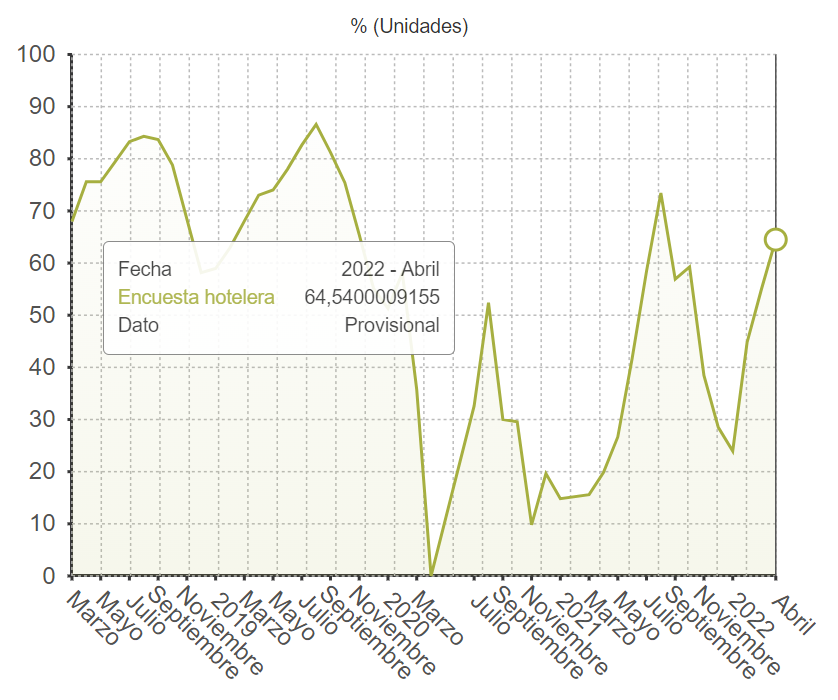 % (Unidades)
100
90
80
70
60
50
40
30
20
10
0
Fecha 2022 - Abril
Encuesta hotelera 64,5400009155
Dato Provisional
Marzo
Mayo
Julio
Septiembre
Noviembre
2019
Marzo
Mayo
Julio
Septiembre
Noviembre
2020
Marzo
Julio
Septiembre
Noviembre
2021
Marzo
Mayo
Julio
Septiembre
Noviembre
2022
Abril